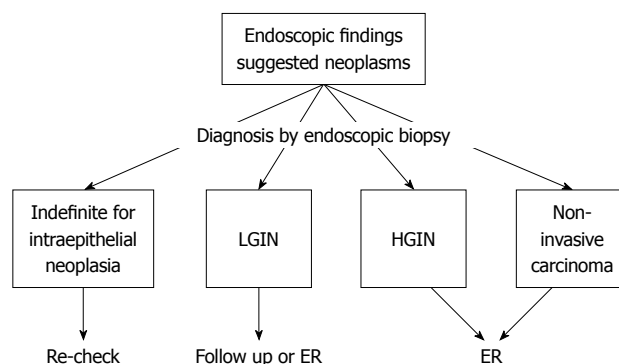 Endoscopic findings
suggested neoplasms
Diagnosis by endoscopic biopsy
Indefinite for
intraepithelial
neoplasia
LGIN
HGIN
Non-
invasive
carcinoma
Re-check
Follow up or ER
ER